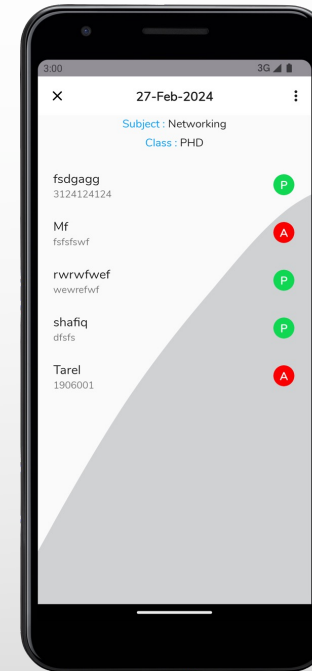 3:00 3G
27-Feb-2024
Subject : Networking
Class : PHD
fsdgagg P
3124124124
Mf A
fsfsfswf
rwrwfwef P
wewrefwf
shafiq P
dfsfs
Tarel A
1906001